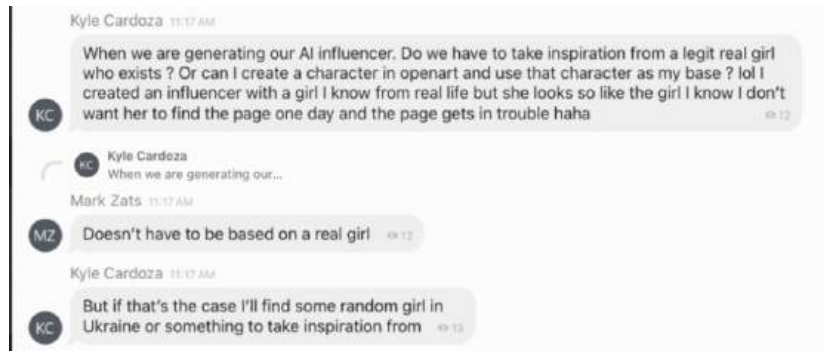 Kyle Cardoza 11:17 AM
When we are generating our AI influencer. Do we have to take inspiration from a legit real girl
who exists ? Or can I create a character in openart and use that character as my base ? lol I
created an influencer with a girl I know from real life but she looks so like the girl I know I don't
want her to find the page one day and the page gets in trouble haha
KC
12
KC
Kyle Cardoza
When we are generating our...
Mark Zats 11:17 AM
MZ
Doesn't have to be based on a real girl
12
Kyle Cardoza 11:17 AM
But if that's the case I'll find some random girl in
Ukraine or something to take inspiration from
KC